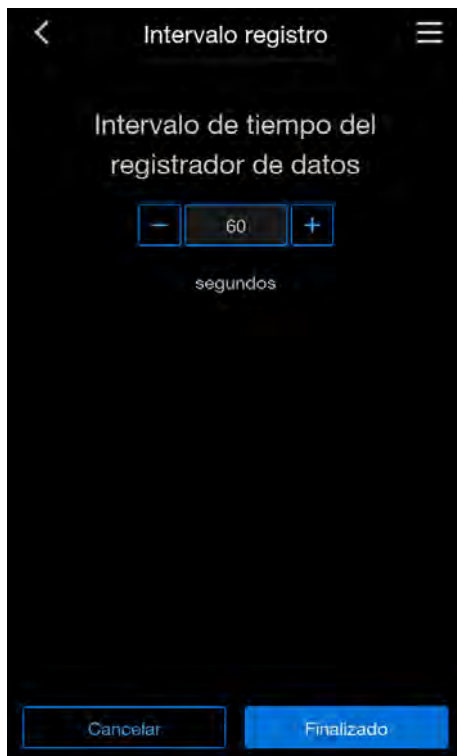 Intervalo registro
Intervalo de tiempo del
registrador de datos
− 60 +
segundos
Cancelar Finalizado